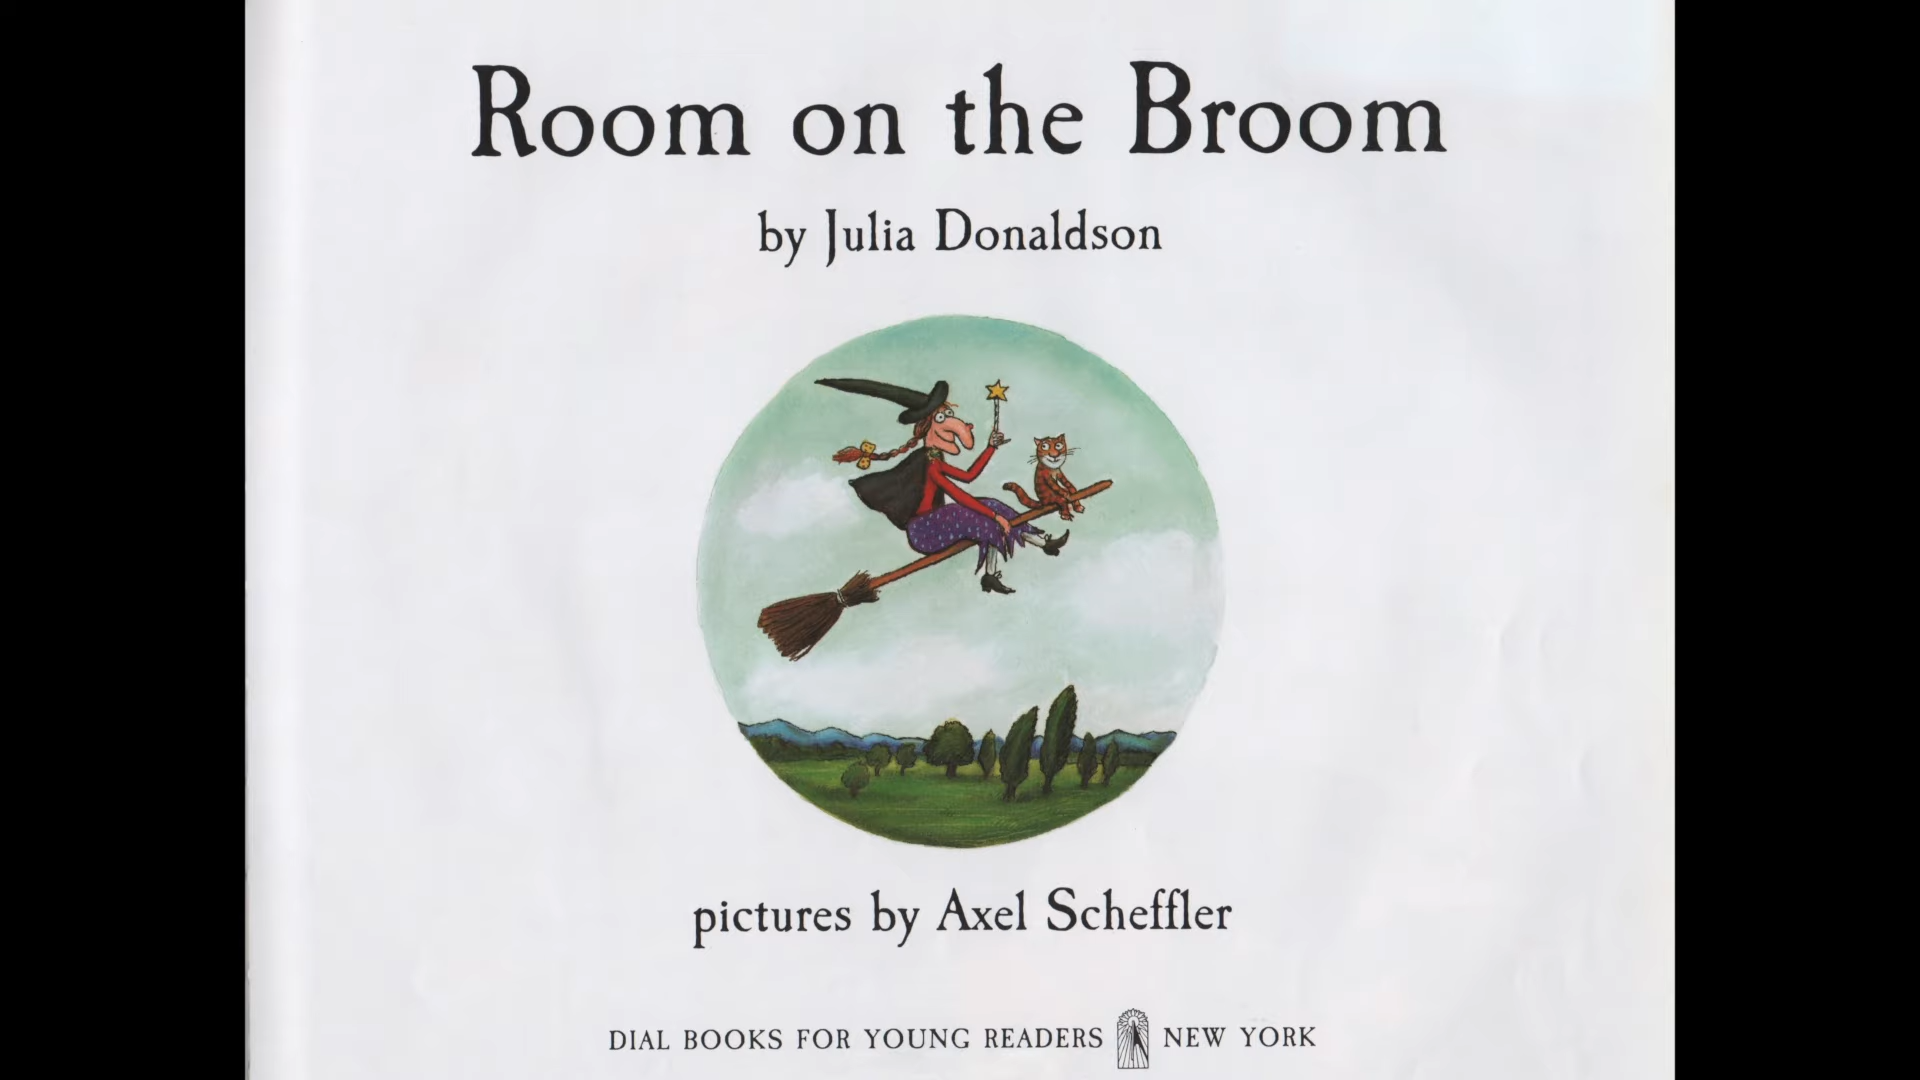 Room on the Broom
by Julia Donaldson
pictures by Axel Scheffler
DIAL BOOKS FOR YOUNG READERS NEW YORK